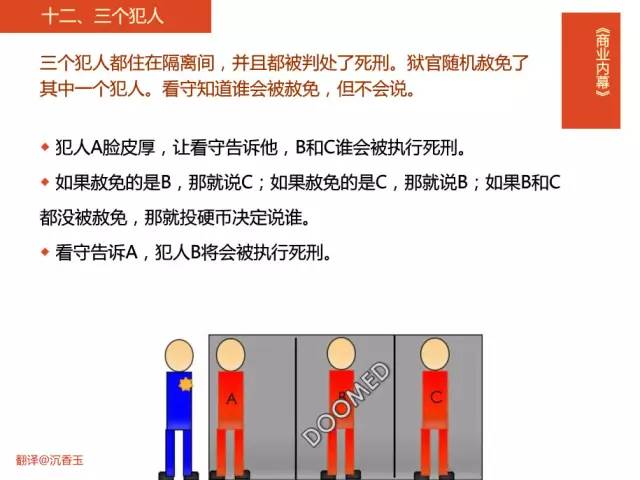 十二、三个犯人
《商业内幕》
三个犯人都住在隔离间，并且都被判处了死刑。狱官随机赦免了
其中一个犯人。看守知道谁会被赦免，但不会说。
犯人A脸皮厚，让看守告诉他，B和C谁会被执行死刑。
如果赦免的是B，那就说C；如果赦免的是C，那就说B；如果B和C
都没被赦免，那就投硬币决定说谁。
看守告诉A，犯人B将会被执行死刑。
A
B
C
DOOMED
翻译@沉香玉